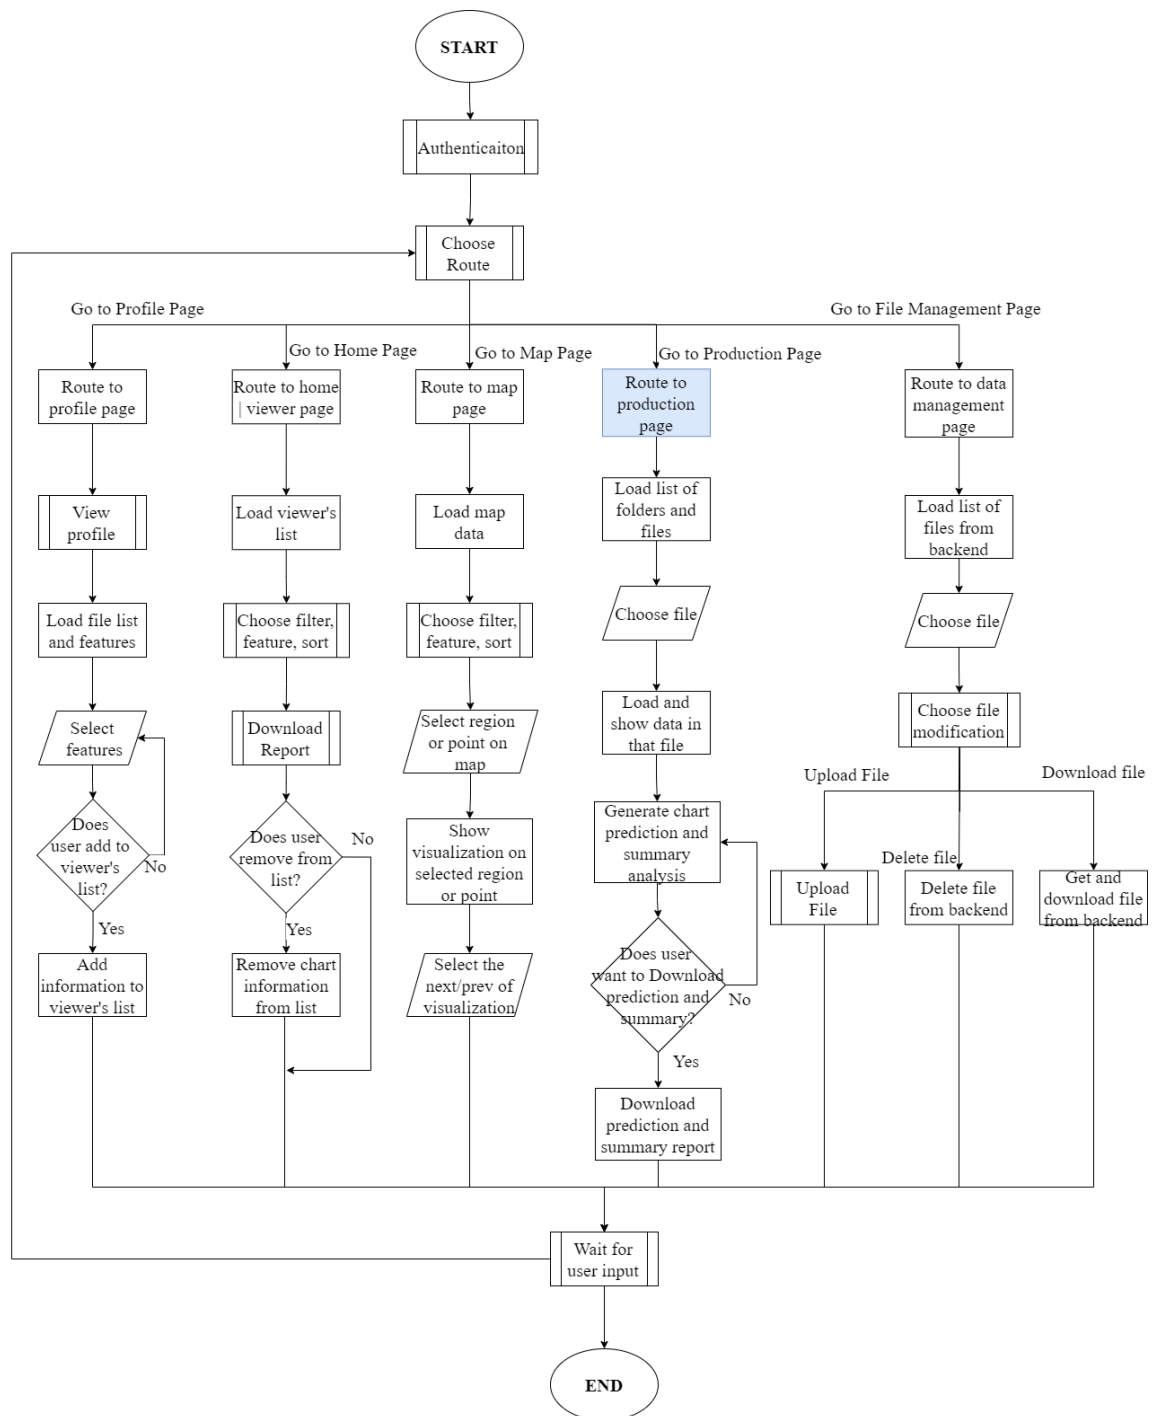 START
Authenticaiton
Choose
Route
Go to Profile Page
Go to File Management Page
Go to Home Page
Go to Map Page
Go to Production Page
Route to
profile page
Route to home
| viewer page
Route to map
page
Route to
production
page
Route to data
management
page
View
profile
Load viewer's
list
Load map
data
Load list of
folders and
files
Load list of
files from
backend
Load file list
and features
Choose filter,
feature, sort
Choose filter,
feature, sort
Choose file
Choose file
Select
features
Download
Report
Select region
or point on
map
Load and
show data in
that file
Choose file
modification
Upload File
Download file
Delete file
Does
user add to
viewer's
list?
No
Yes
Does user
remove from
list?
No
Yes
Show
visualization on
selected region
or point
Generate chart
prediction and
summary
analysis
Upload
File
Delete file
from backend
Get and
download file
from backend
Add
information to
viewer's list
Remove chart
information
from list
Select the
next/prev of
visualization
Does user
want to Download
prediction and
summary?
No
Yes
Download
prediction and
summary report
Wait for
user input
END